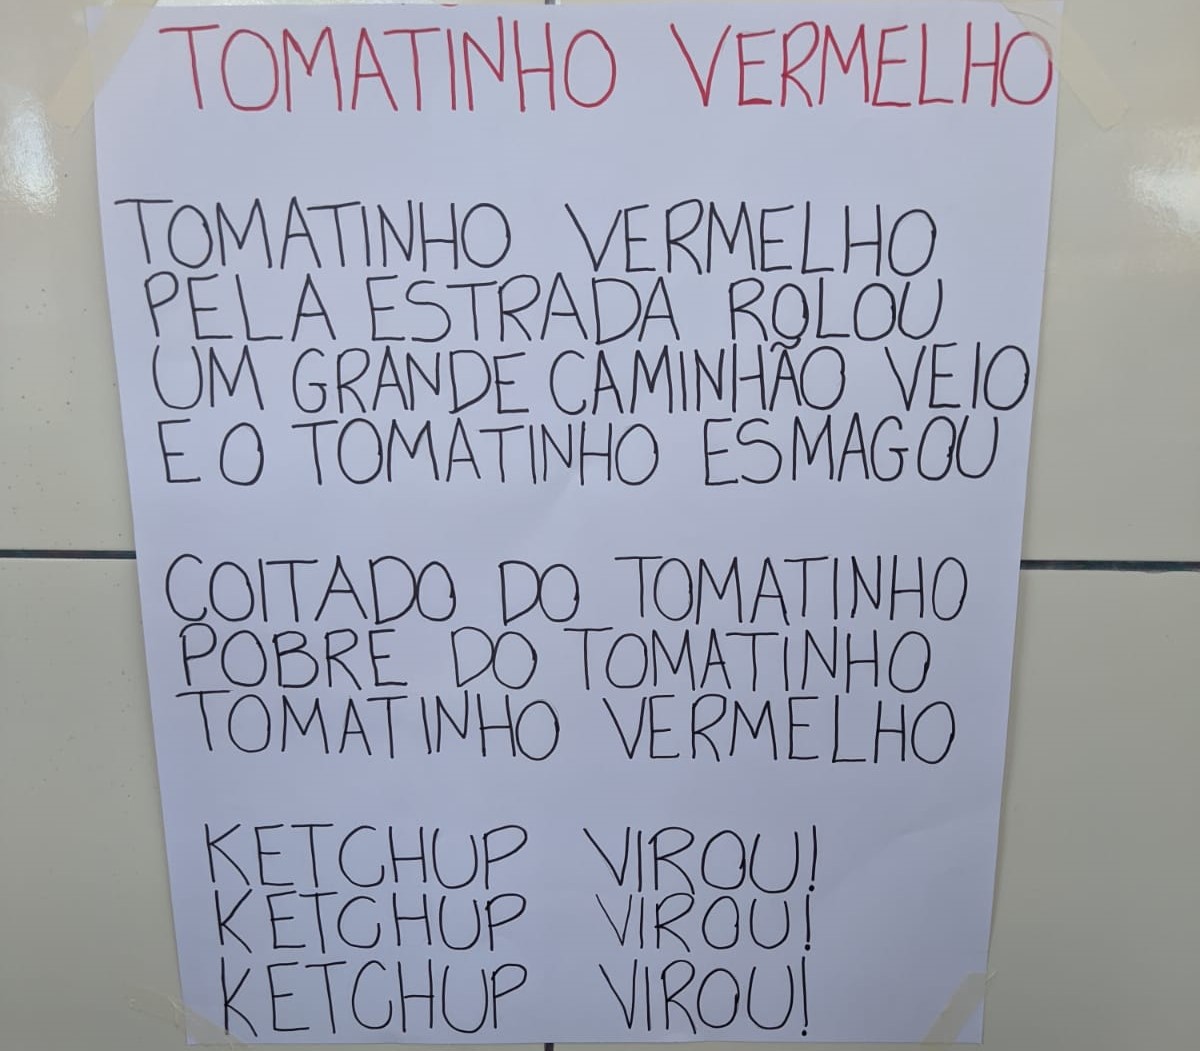 TOMATINHO VERMELHO
TOMATINHO VERMELHO
PELA ESTRADA ROLOU
UM GRANDE CAMINHÃO VEIO
E O TOMATINHO ESMAGOU
COITADO DO TOMATINHO
POBRE DO TOMATINHO
TOMATINHO VERMELHO
KETCHUP VIROU!
KETCHUP VIROU!
KETCHUP VIROU!